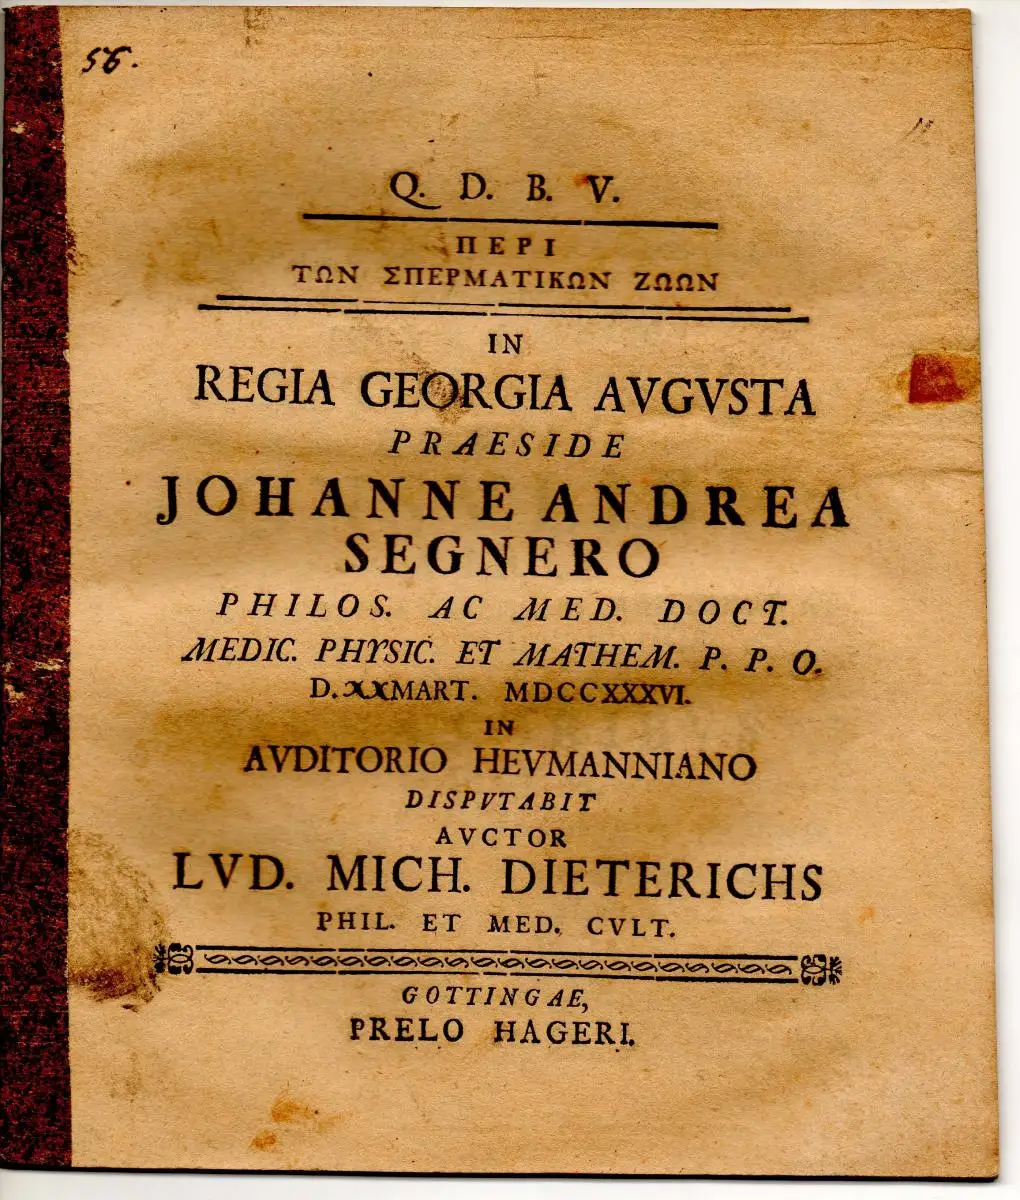 56.
Q. D. B. V.
ΠΕΡΙ
ΤΩΝ ΣΠΕΡΜΑΤΙΚΩΝ ΖΩΩΝ
IN
REGIA GEORGIA AVGVSTA
PRAESIDE
JOHANNE ANDREA
SEGNERO
PHILOS. AC MED. DOCT.
MEDIC. PHYSIC. ET MATHEM. P. P. O.
D. XX MART. MDCCXXXVI.
IN
AVDITORIO HEVMANNIANO
DISPVTABIT
AVCTOR
LVD. MICH. DIETERICHS
PHIL. ET MED. CVLT.
GOTTINGAE,
PRELO HAGERI.